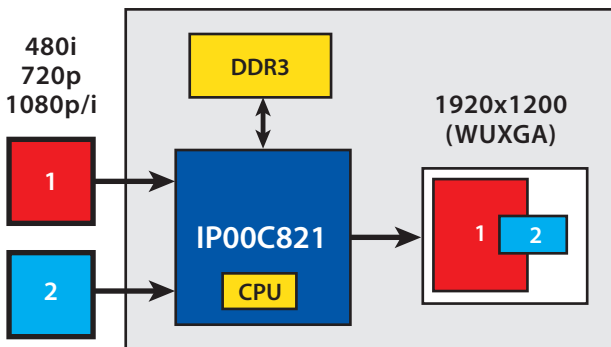 480i
720p
1080p/i
1
2
DDR3
IP00C821
CPU
1920x1200
(WUXGA)
1
2